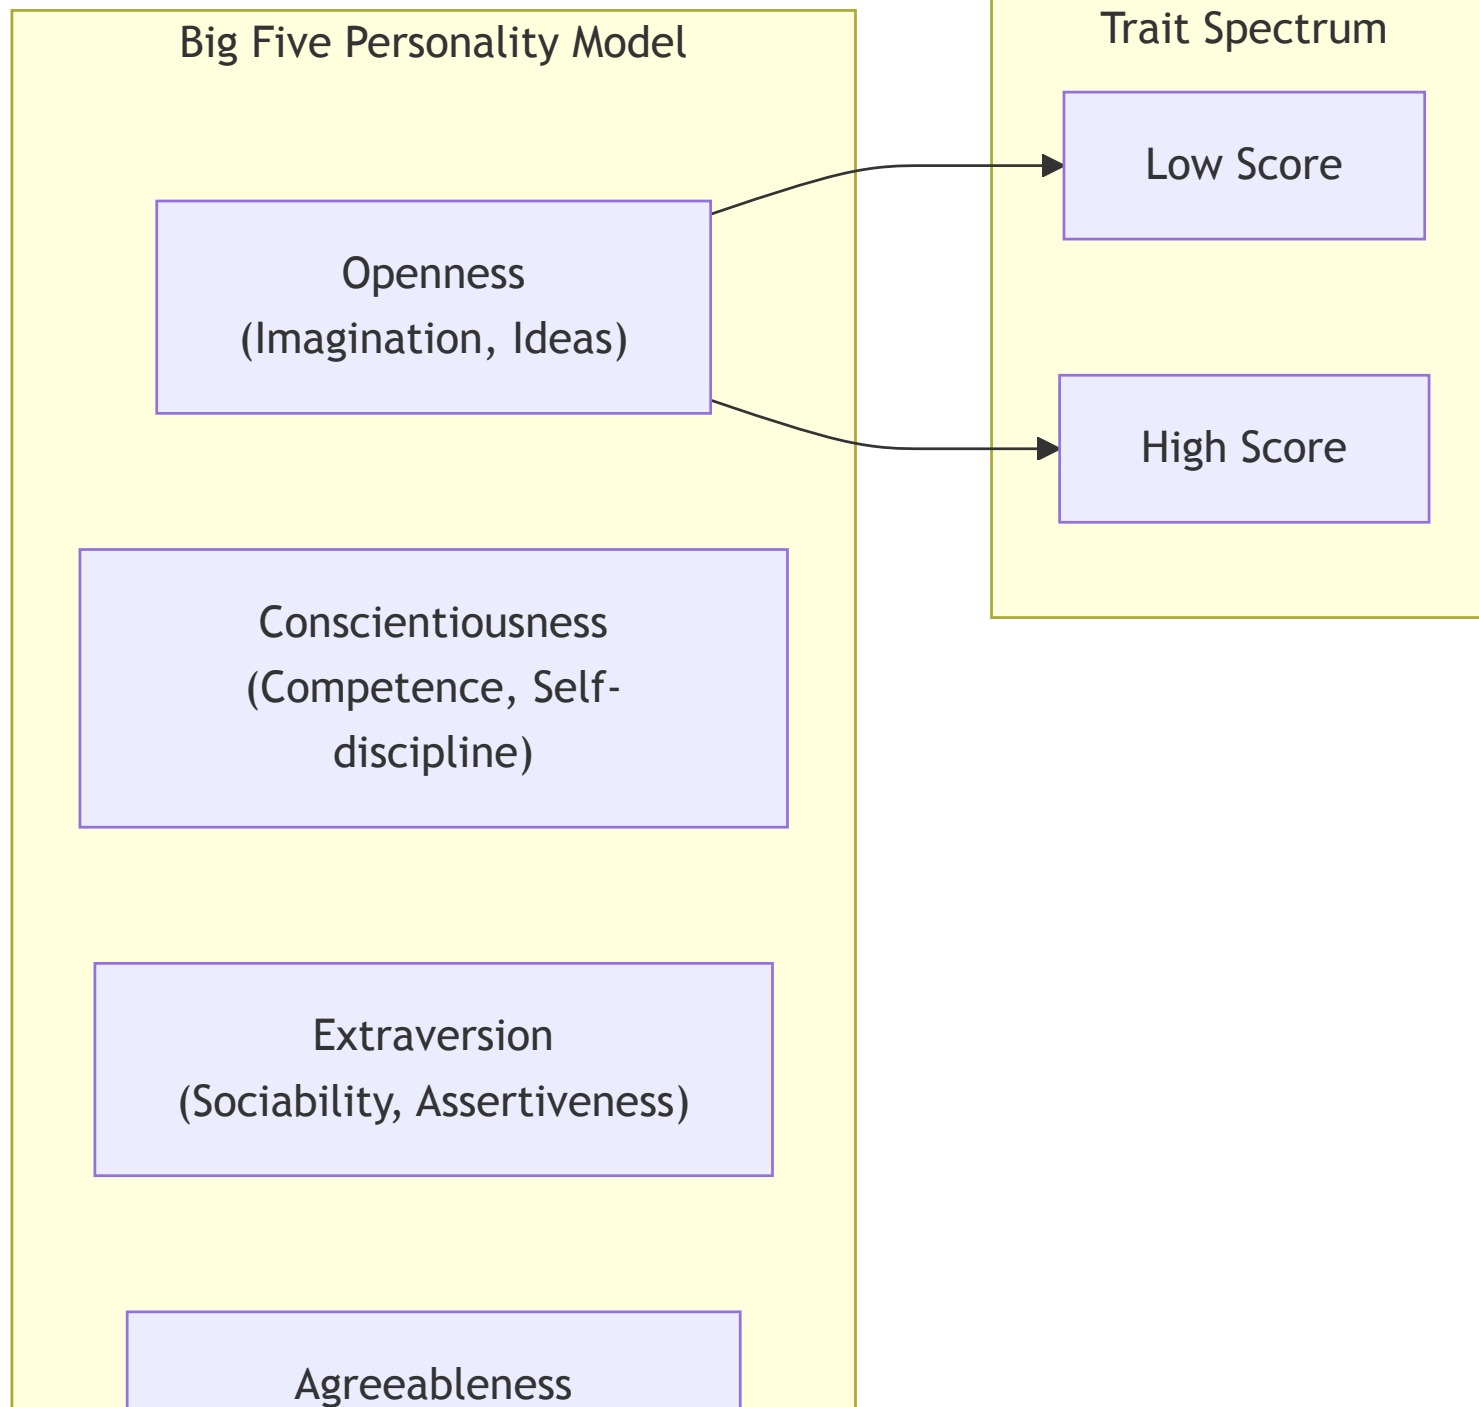 Big Five Personality Model
Openness
(Imagination, Ideas)
Conscientiousness
(Competence, Self-
discipline)
Extraversion
(Sociability, Assertiveness)
Agreeableness
Trait Spectrum
Low Score
High Score